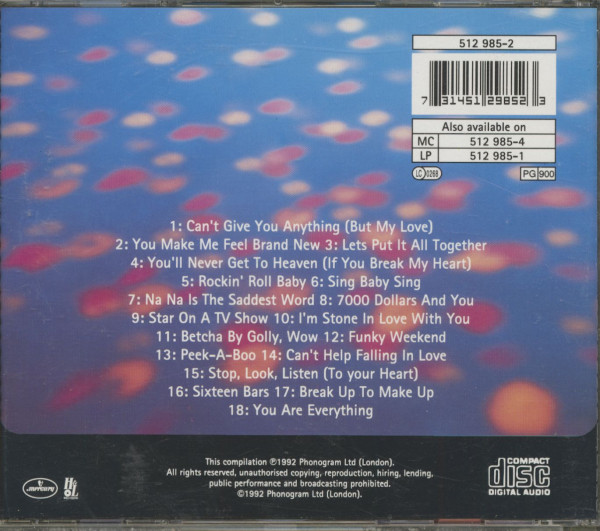 512 985-2
7 31451 29852 3
Also available on
MC 512 985-4
LP 512 985-1
LC 0268
PG 900
1: Can't Give You Anything (But My Love)
2: You Make Me Feel Brand New 3: Lets Put It All Together
4: You'll Never Get To Heaven (If You Break My Heart)
5: Rockin' Roll Baby 6: Sing Baby Sing
7: Na Na Is The Saddest Word 8: 7000 Dollars And You
9: Star On A TV Show 10: I'm Stone In Love With You
11: Betcha By Golly, Wow 12: Funky Weekend
13: Peek-A-Boo 14: Can't Help Falling In Love
15: Stop, Look, Listen (To your Heart)
16: Sixteen Bars 17: Break Up To Make Up
18: You Are Everything
This compilation ℗1992 Phonogram Ltd (London).
All rights reserved, unauthorised copying, reproduction, hiring, lending,
public performance and broadcasting prohibited.
©1992 Phonogram Ltd (London).
mercury
COMPACT
disc
DIGITAL AUDIO